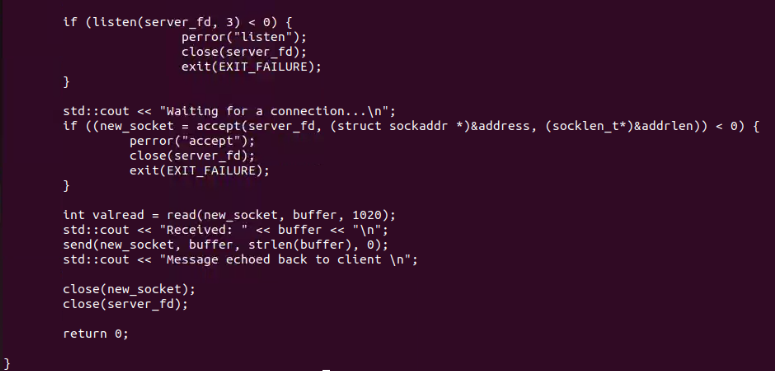 if (listen(server_fd, 3) < 0) {
perror("listen");
close(server_fd);
exit(EXIT_FAILURE);
}
std::cout << "Waiting for a connection...\n";
if ((new_socket = accept(server_fd, (struct sockaddr *)&address, (socklen_t*)&addrlen)) < 0) {
perror("accept");
close(server_fd);
exit(EXIT_FAILURE);
}
int valread = read(new_socket, buffer, 1020);
std::cout << "Received: " << buffer << "\n";
send(new_socket, buffer, strlen(buffer), 0);
std::cout << "Message echoed back to client \n";
close(new_socket);
close(server_fd);
return 0;
}